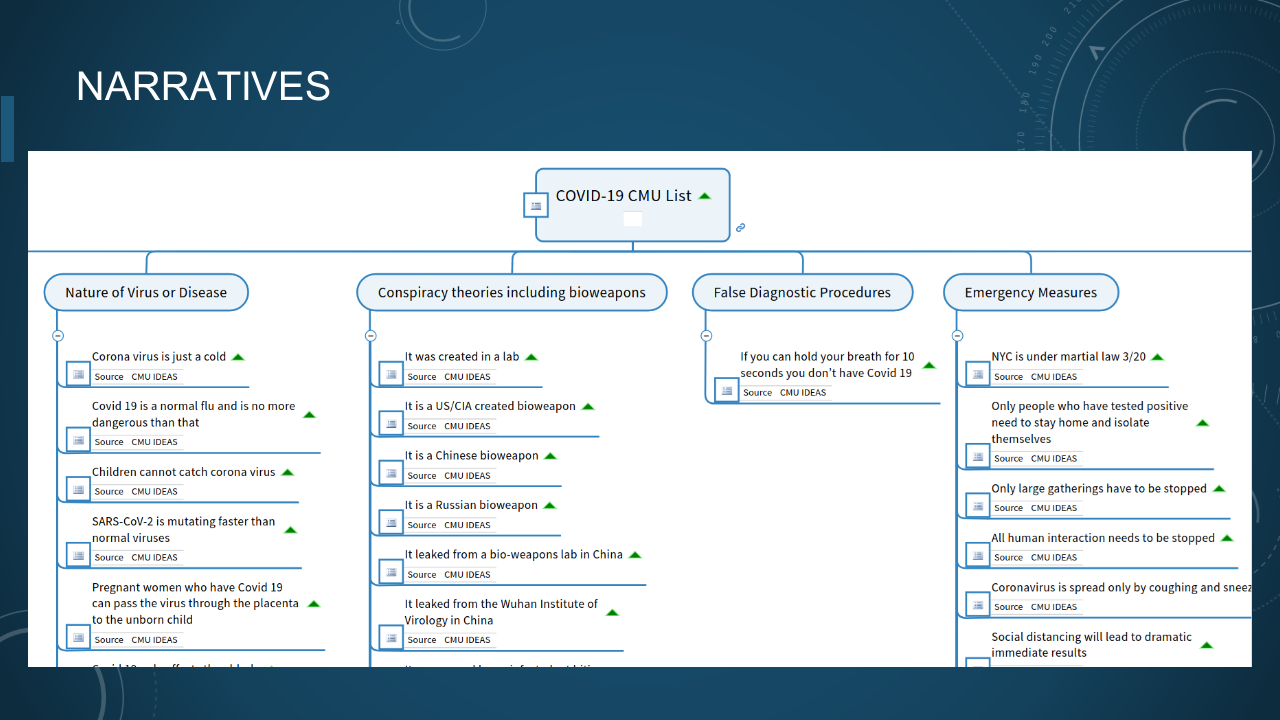 NARRATIVES
COVID-19 CMU List
Nature of Virus or Disease
Corona virus is just a cold
Source CMU IDEAS
Covid 19 is a normal flu and is no more
dangerous than that
Source CMU IDEAS
Children cannot catch corona virus
Source CMU IDEAS
SARS-CoV-2 is mutating faster than
normal viruses
Source CMU IDEAS
Pregnant women who have Covid 19
can pass the virus through the placenta
to the unborn child
Source CMU IDEAS
Conspiracy theories including bioweapons
It was created in a lab
Source CMU IDEAS
It is a US/CIA created bioweapon
Source CMU IDEAS
It is a Chinese bioweapon
Source CMU IDEAS
It is a Russian bioweapon
Source CMU IDEAS
It leaked from a bio-weapons lab in China
Source CMU IDEAS
It leaked from the Wuhan Institute of
Virology in China
Source CMU IDEAS
False Diagnostic Procedures
If you can hold your breath for 10
seconds you don't have Covid 19
Source CMU IDEAS
Emergency Measures
NYC is under martial law 3/20
Source CMU IDEAS
Only people who have tested positive
need to stay home and isolate
themselves
Source CMU IDEAS
Only large gatherings have to be stopped
Source CMU IDEAS
All human interaction needs to be stopped
Source CMU IDEAS
Coronavirus is spread only by coughing and sneez
Source CMU IDEAS
Social distancing will lead to dramatic
immediate results
210
200
190
180
170